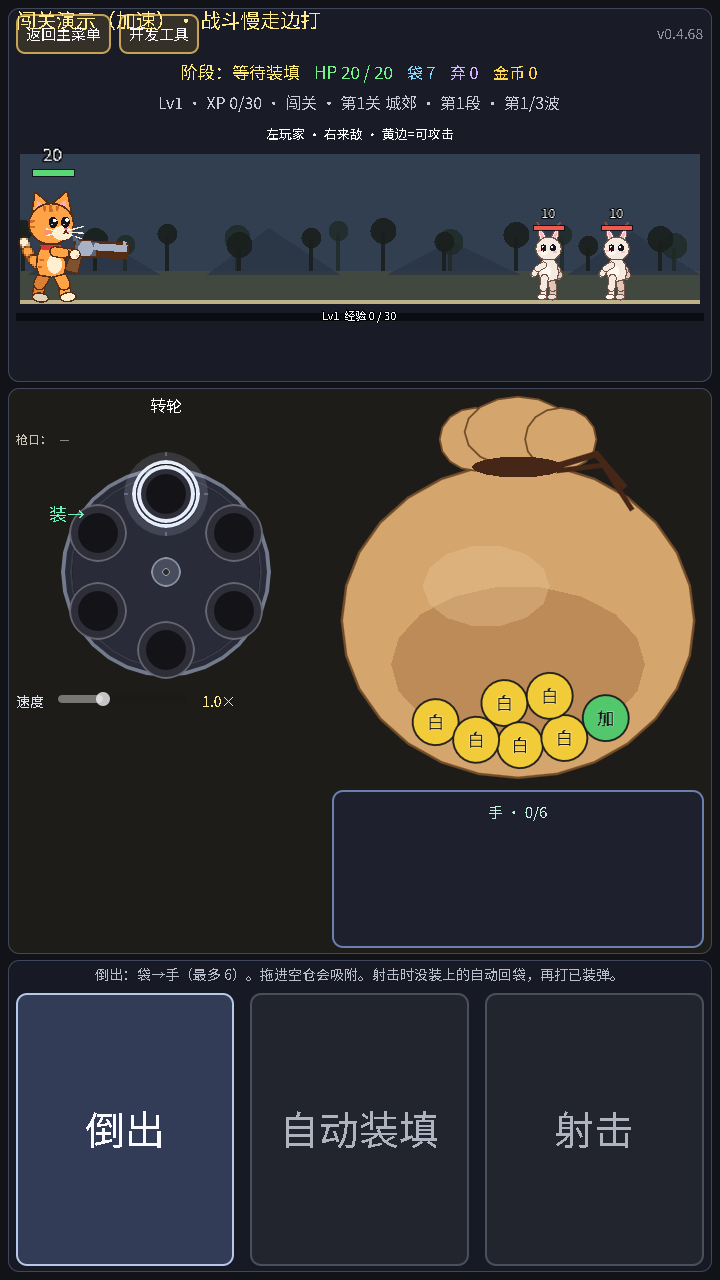 闯关演示（加速）·战斗慢走边打
返回主菜单 开发工具 v0.4.68
阶段：等待装填 HP 20 / 20 袋 7 弃 0 金币 0
Lv1 · XP 0/30 · 闯关 · 第1关 城郊 · 第1段 · 第1/3波
左玩家 · 右来敌 · 黄边=可攻击
20
10 10
Lv1 经验 0 / 30
转轮
枪口： —
装→
速度 1.0×
白 白 白 白 白 白 加
手 · 0/6
倒出：袋→手（最多 6）。拖进空仓会吸附。射击时没装上的自动回袋，再打已装弹。
倒出 自动装填 射击